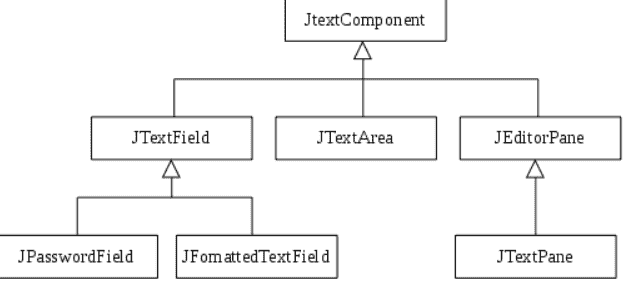 JtextComponent
JTextField
JTextArea
JEditorPane
JPasswordField
JFomattedTextField
JTextPane